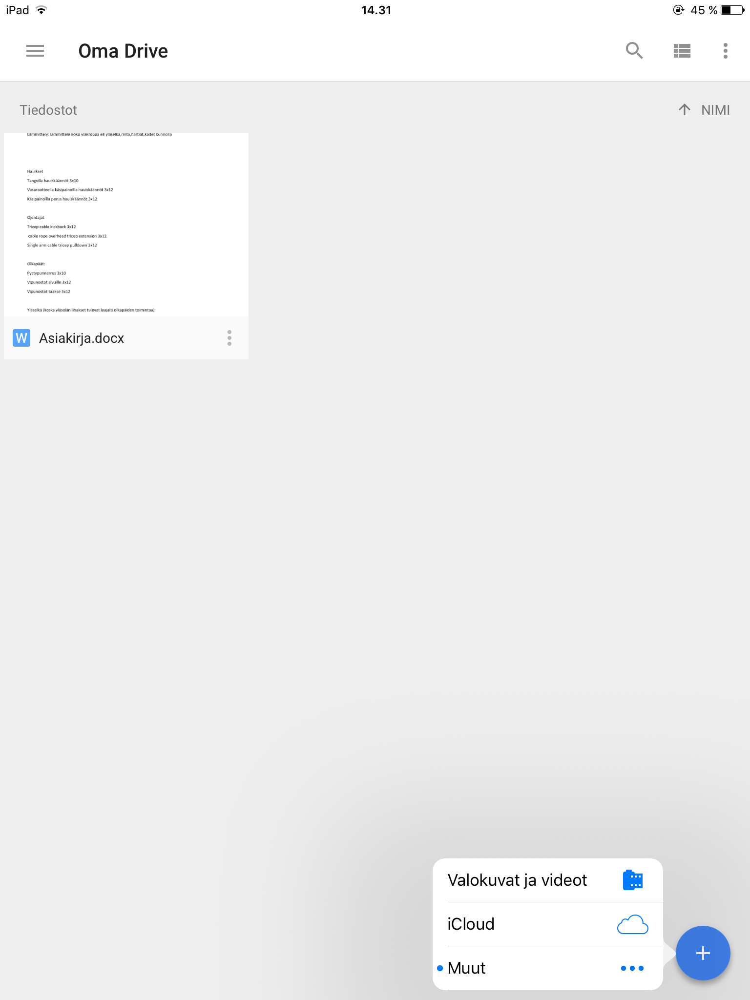 iPad
14.31
45 %
Oma Drive
Tiedostot
NIMI
Lämmittely: lämmittele koko yläkroppa eli yläselkä,rinta,hartiat,kädet kunnolla
Hauikset
Tangolla hauiskäännöt 3x10
Vasaraotteella käsipainoilla hauiskäännöt 3x12
Käsipainoilla perus hauiskäännöt 3x12
Ojentajat
Tricep cable kickback 3x12
cable rope overhead tricep extension 3x12
Single arm cable tricep pulldown 3x12
Olkapäät:
Pystypunnerrus 3x10
Vipunostot sivuille 3x12
Vipunostot taakse 3x12
Yläselkä (koska yläselän lihakset tulevat laajalti olkapäiden toimintaa):
W Asiakirja.docx
Valokuvat ja videot
iCloud
Muut